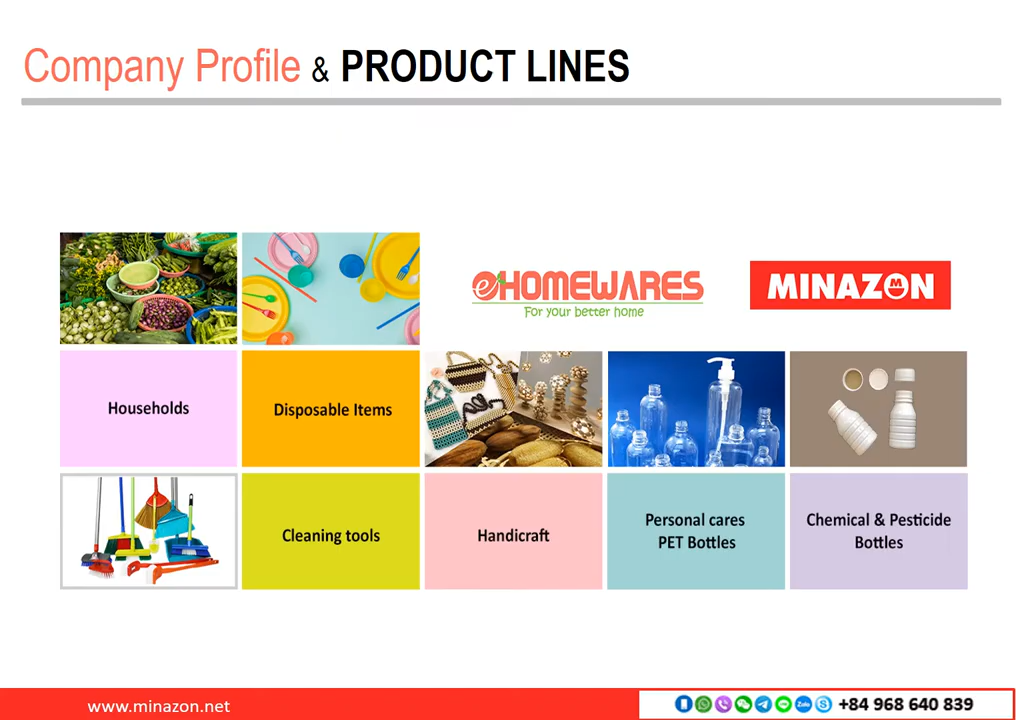 Company Profile & PRODUCT LINES
eHOMEWARES
For your better home
MINAZON
Households
Disposable Items
Cleaning tools
Handicraft
Personal cares
PET Bottles
Chemical & Pesticide
Bottles
www.minazon.net
Zalo
+84 968 640 839